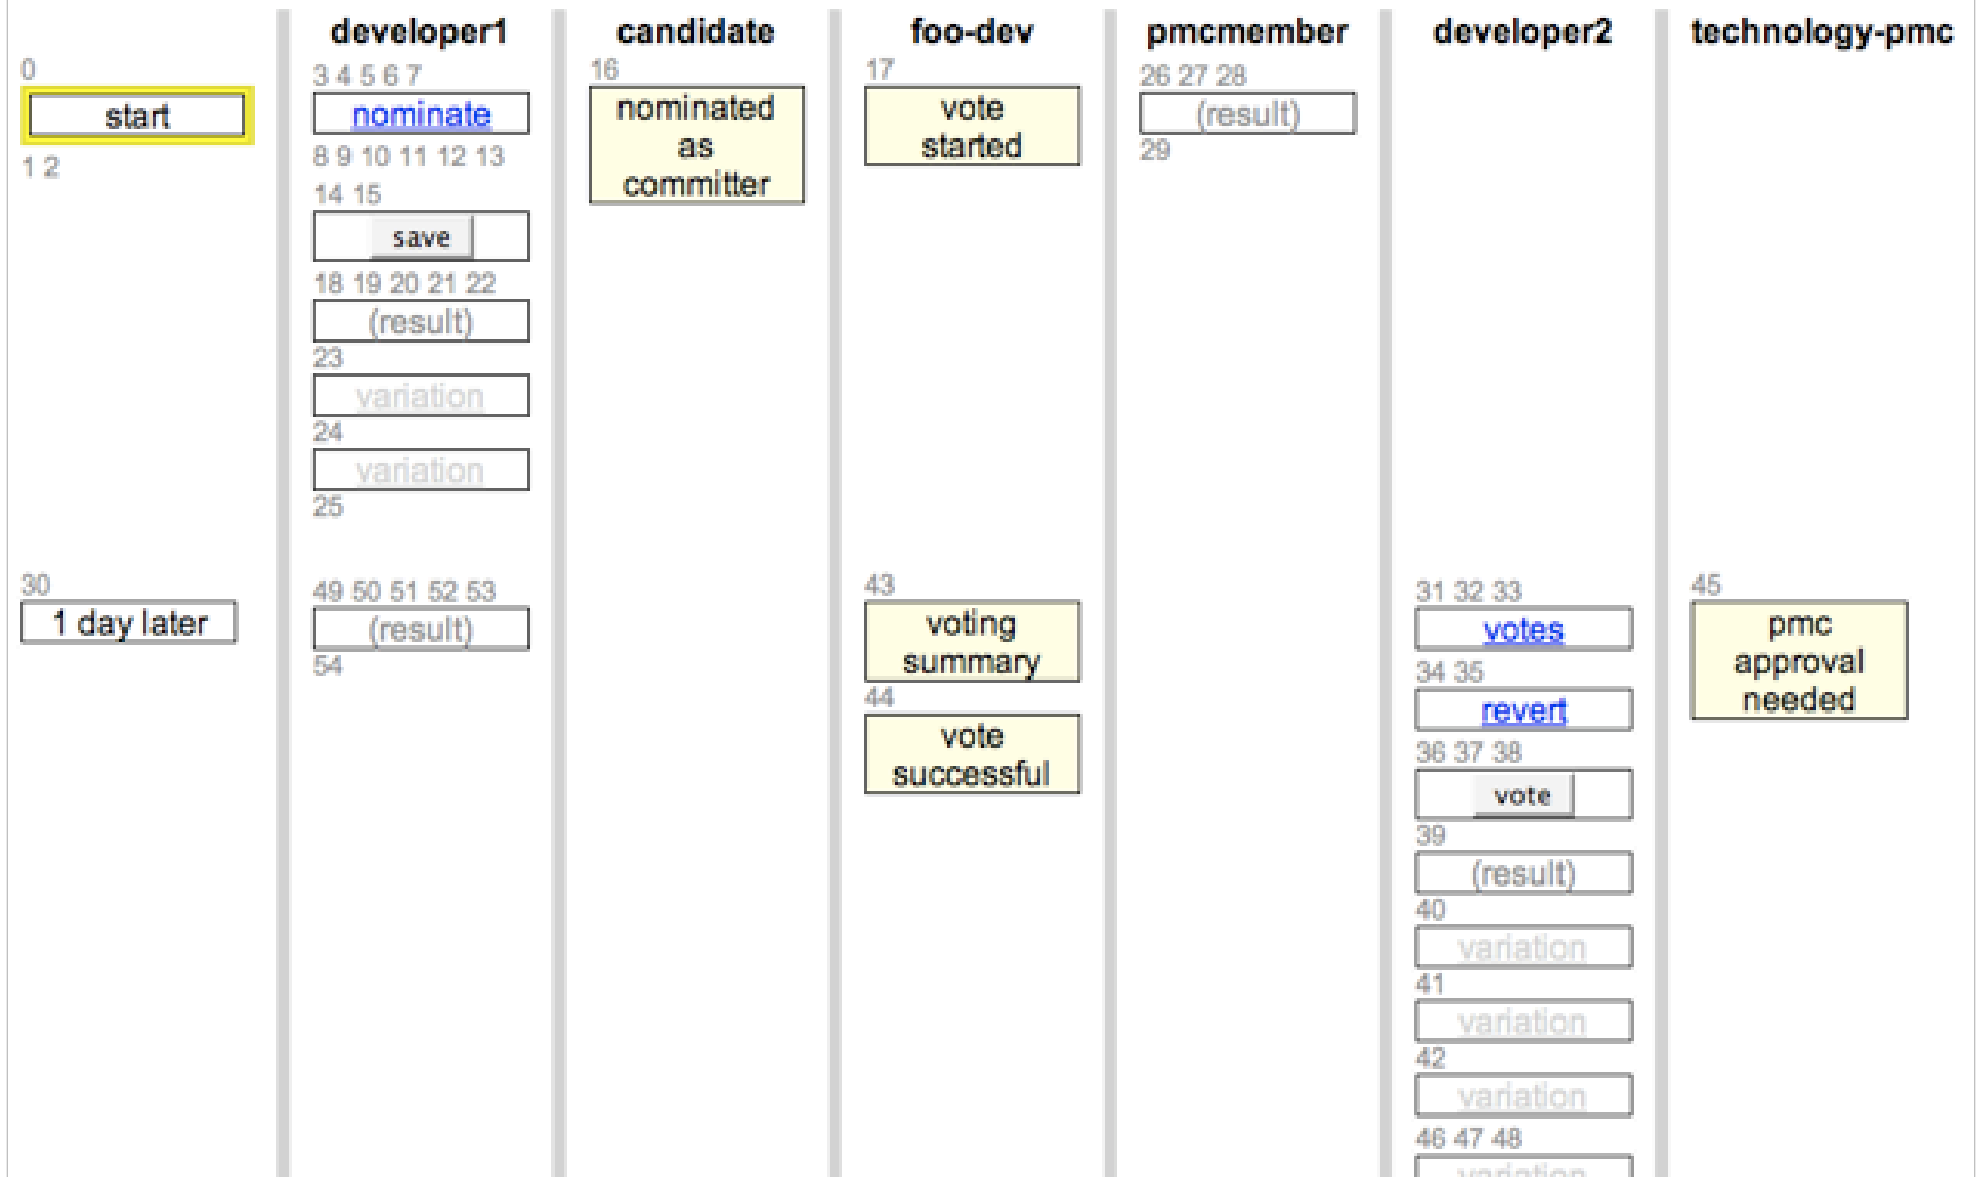 developer1
candidate
foo-dev
pmcmember
developer2
technology-pmc
0
start
1 2
3 4 5 6 7
nominate
8 9 10 11 12 13
14 15
save
18 19 20 21 22
(result)
23
variation
24
variation
25
16
nominated
as
committer
17
vote
started
26 27 28
(result)
29
30
1 day later
49 50 51 52 53
(result)
54
43
voting
summary
44
vote
successful
31 32 33
votes
34 35
revert
36 37 38
vote
39
(result)
40
variation
41
variation
42
variation
46 47 48
variation
45
pmc
approval
needed